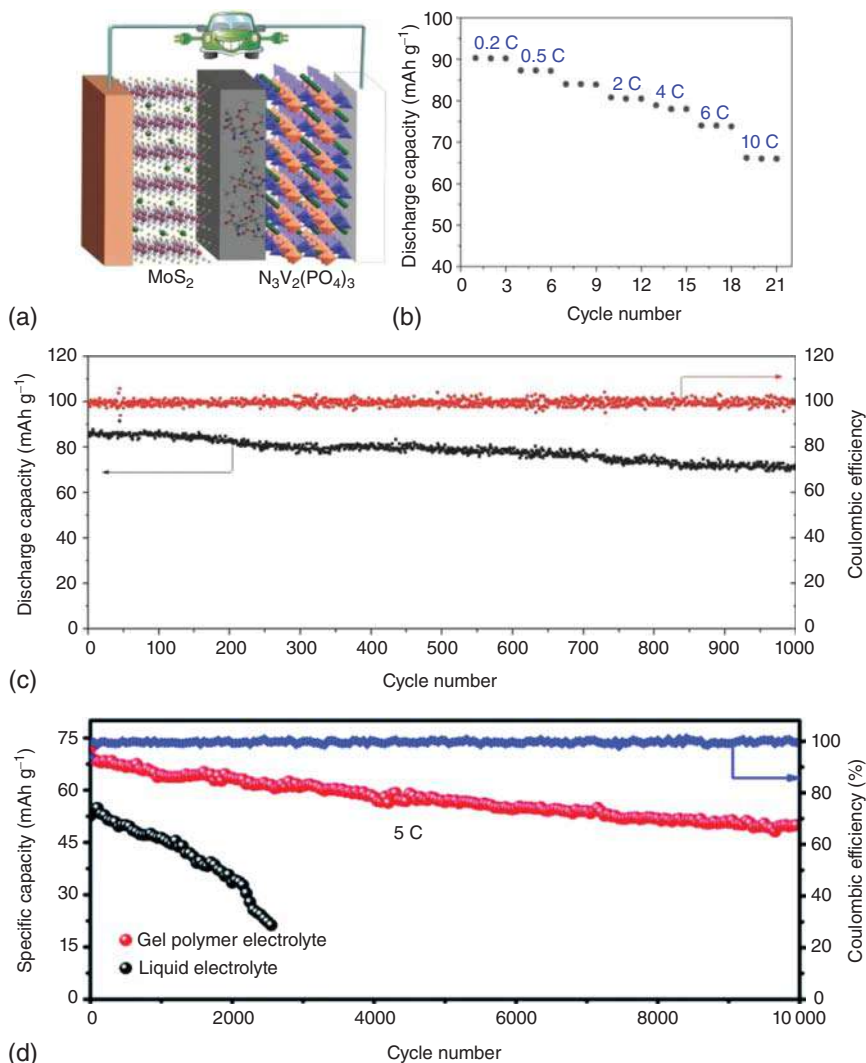 MoS₂
N₃V₂(PO₄)₃
(a)
Discharge capacity (mAh g⁻¹)
100
90
80
70
60
50
40
0.2 C
0.5 C
2 C
4 C
6 C
10 C
0 3 6 9 12 15 18 21
Cycle number
(b)
Discharge capacity (mAh g⁻¹)
120
100
80
60
40
20
0
120
100
80
60
40
20
0
Coulombic efficiency
0 100 200 300 400 500 600 700 800 900 1000
Cycle number
(c)
Specific capacity (mAh g⁻¹)
75
60
45
30
15
0
5 C
Gel polymer electrolyte
Liquid electrolyte
100
80
60
40
20
0
Coulombic efficiency (%)
0 2000 4000 6000 8000 10 000
Cycle number
(d)